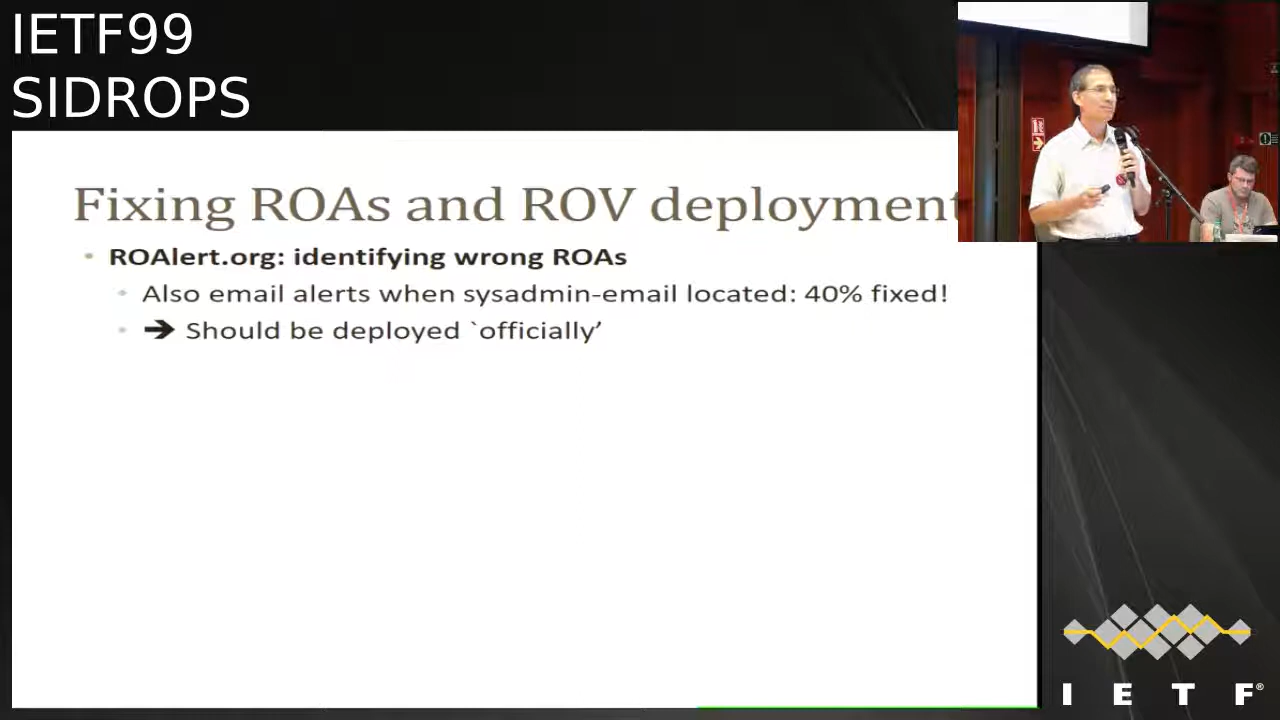 IETF99
SIDROPS
Fixing ROAs and ROV deployment
• ROAlert.org: identifying wrong ROAs
• Also email alerts when sysadmin-email located: 40% fixed!
• ➔ Should be deployed `officially’
I E T F®